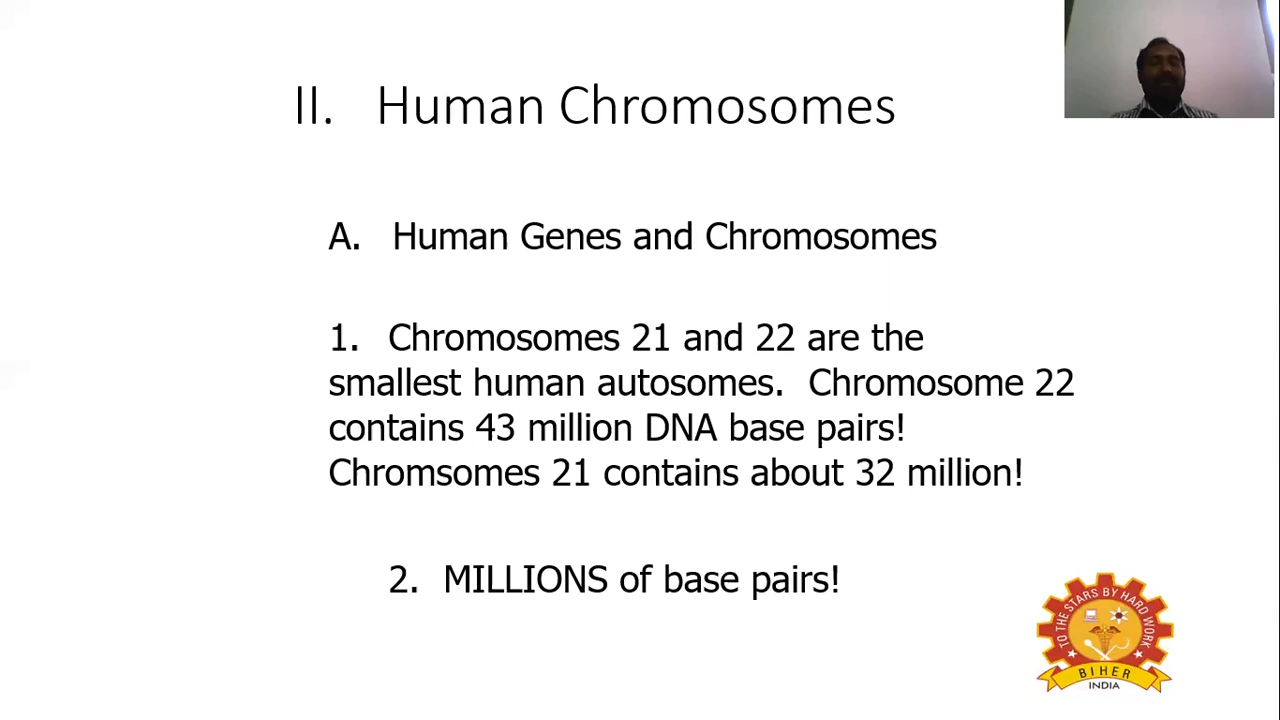 II. Human Chromosomes
A. Human Genes and Chromosomes
1. Chromosomes 21 and 22 are the
smallest human autosomes. Chromosome 22
contains 43 million DNA base pairs!
Chromsomes 21 contains about 32 million!
2. MILLIONS of base pairs!
TO THE STARS BY HARD WORK
BIHER
INDIA